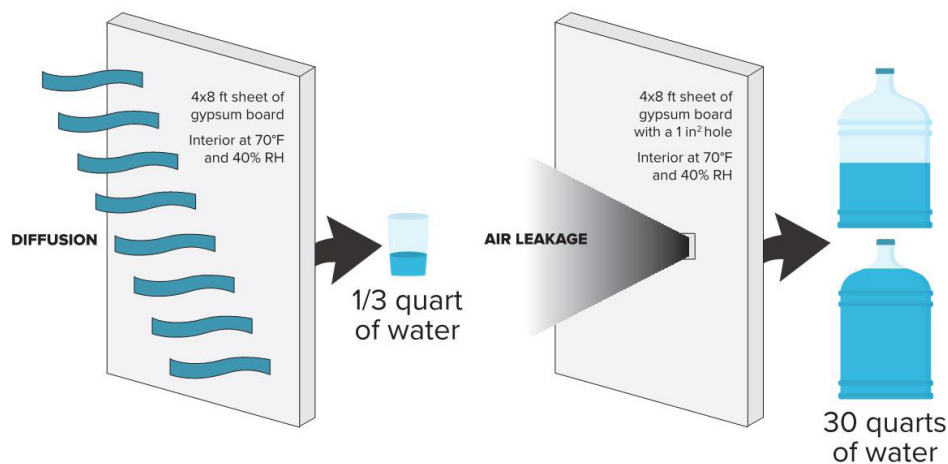 4x8 ft sheet of
gypsum board
Interior at 70°F
and 40% RH
DIFFUSION
1/3 quart
of water
4x8 ft sheet of
gypsum board
with a 1 in² hole
Interior at 70°F
and 40% RH
AIR LEAKAGE
30 quarts
of water